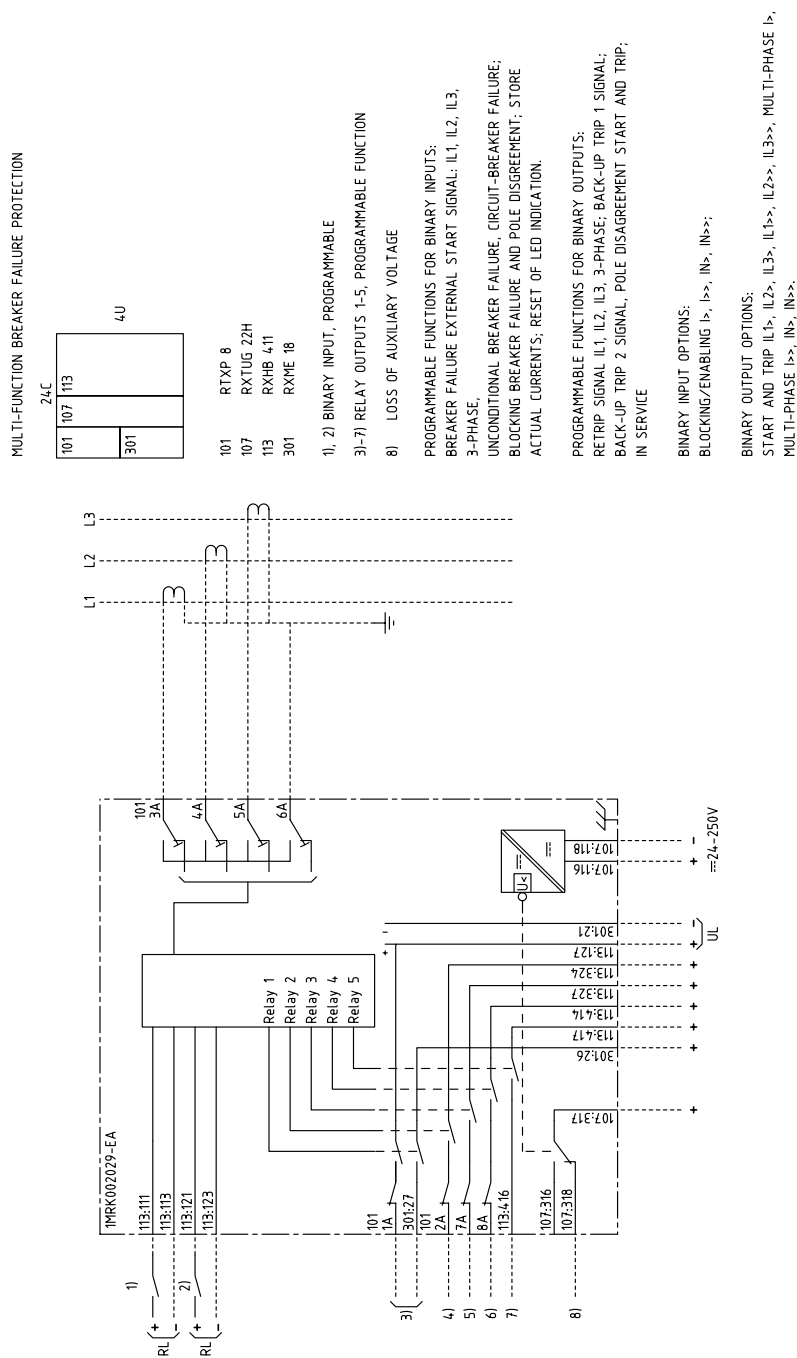 MULTI-FUNCTION BREAKER FAILURE PROTECTION
24C
101
107
113
301
4U
101 RTXP 8
107 RXTUG 22H
113 RXHB 411
301 RXME 18
1), 2) BINARY INPUT, PROGRAMMABLE
3)-7) RELAY OUTPUTS 1-5, PROGRAMMABLE FUNCTION
8) LOSS OF AUXILIARY VOLTAGE
PROGRAMMABLE FUNCTIONS FOR BINARY INPUTS:
BREAKER FAILURE EXTERNAL START SIGNAL: IL1, IL2, IL3,
3-PHASE,
UNCONDITIONAL BREAKER FAILURE, CIRCUIT-BREAKER FAILURE;
BLOCKING BREAKER FAILURE AND POLE DISGREEMENT; STORE
ACTUAL CURRENTS; RESET OF LED INDICATION.
PROGRAMMABLE FUNCTIONS FOR BINARY OUTPUTS:
RETRIP SIGNAL IL1, IL2, IL3, 3-PHASE; BACK-UP TRIP 1 SIGNAL;
BACK-UP TRIP 2 SIGNAL, POLE DISAGREEMENT START AND TRIP;
IN SERVICE
BINARY INPUT OPTIONS:
BLOCKING/ENABLING I>, I>>, IN>, IN>>;
BINARY OUTPUT OPTIONS:
START AND TRIP IL1>, IL2>, IL3>, IL1>>, IL2>>, IL3>>, MULTI-PHASE I>,
MULTI-PHASE I>>, IN>, IN>>.
L1
L2
L3
101
3A
4A
5A
6A
1MRK002029-EA
Relay 1
Relay 2
Relay 3
Relay 4
Relay 5
U<
1)
2)
RL + -
RL + -
113:111
113:113
113:121
113:123
101
1A
301:27
101
2A
7A
8A
113:416
107:316
107:318
3)
4)
5)
6)
7)
8)
+ -
107:118
107:116
301:21
113:127
113:324
113:327
113:414
113:417
301:26
107:317
- +
24-250V
- +
UL
+
+
+
+
+
+